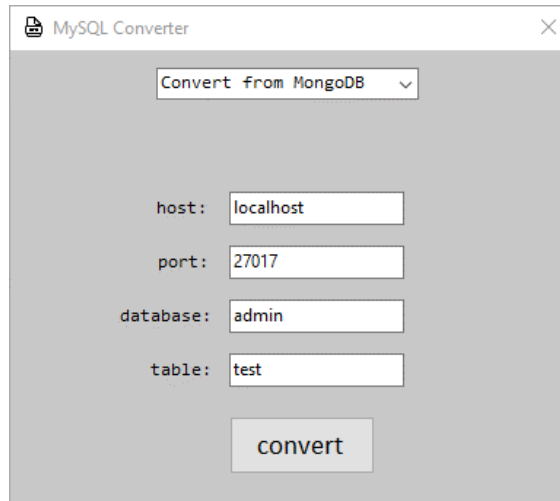 MySQL Converter
Convert from MongoDB
host: localhost
port: 27017
database: admin
table: test
convert